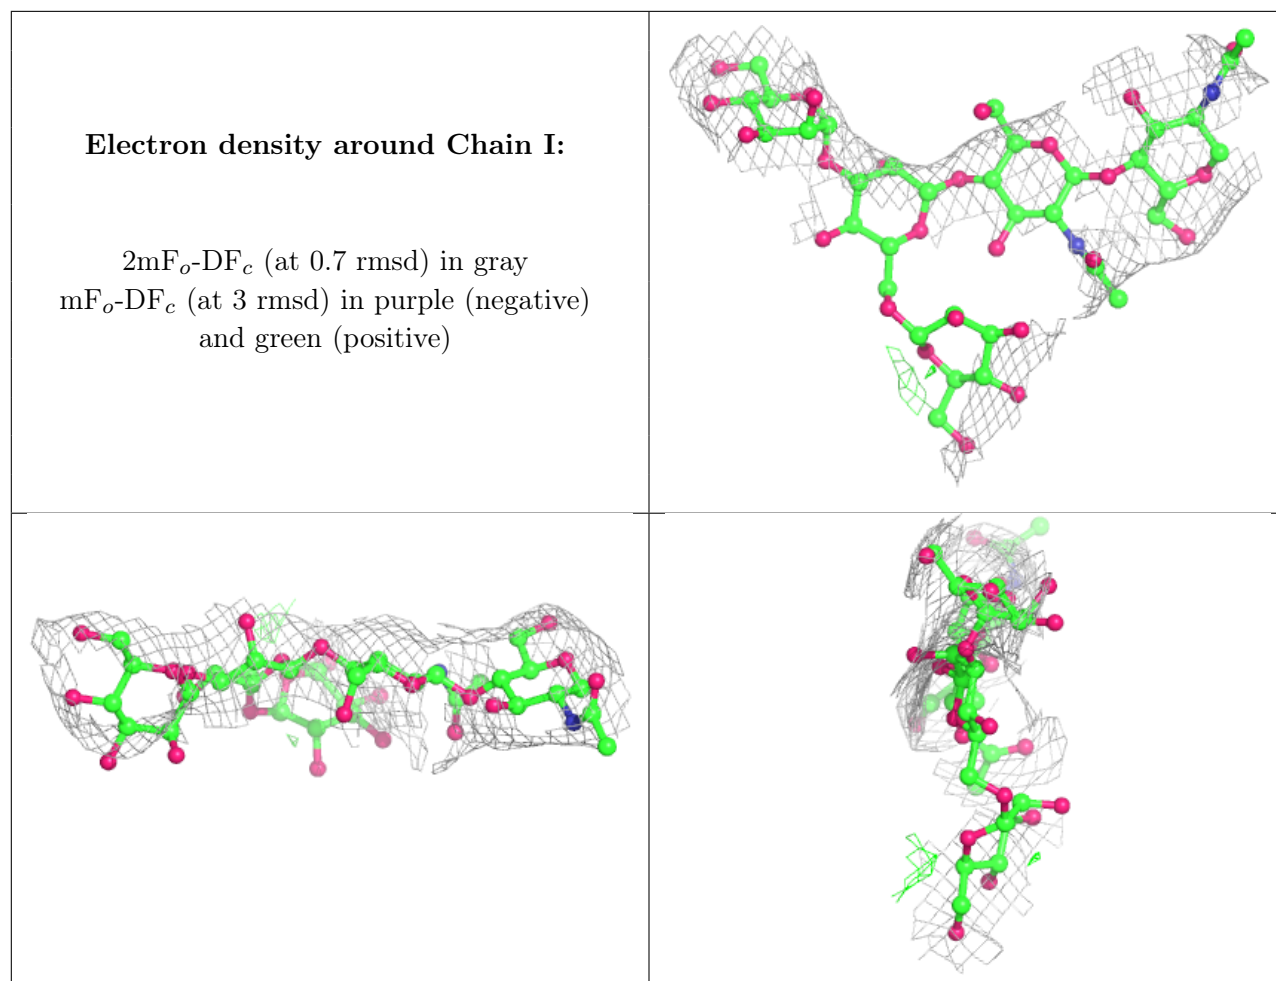 Electron density around Chain I:
2mFₒ-DF𝒸 (at 0.7 rmsd) in gray
mFₒ-DF𝒸 (at 3 rmsd) in purple (negative)
and green (positive)